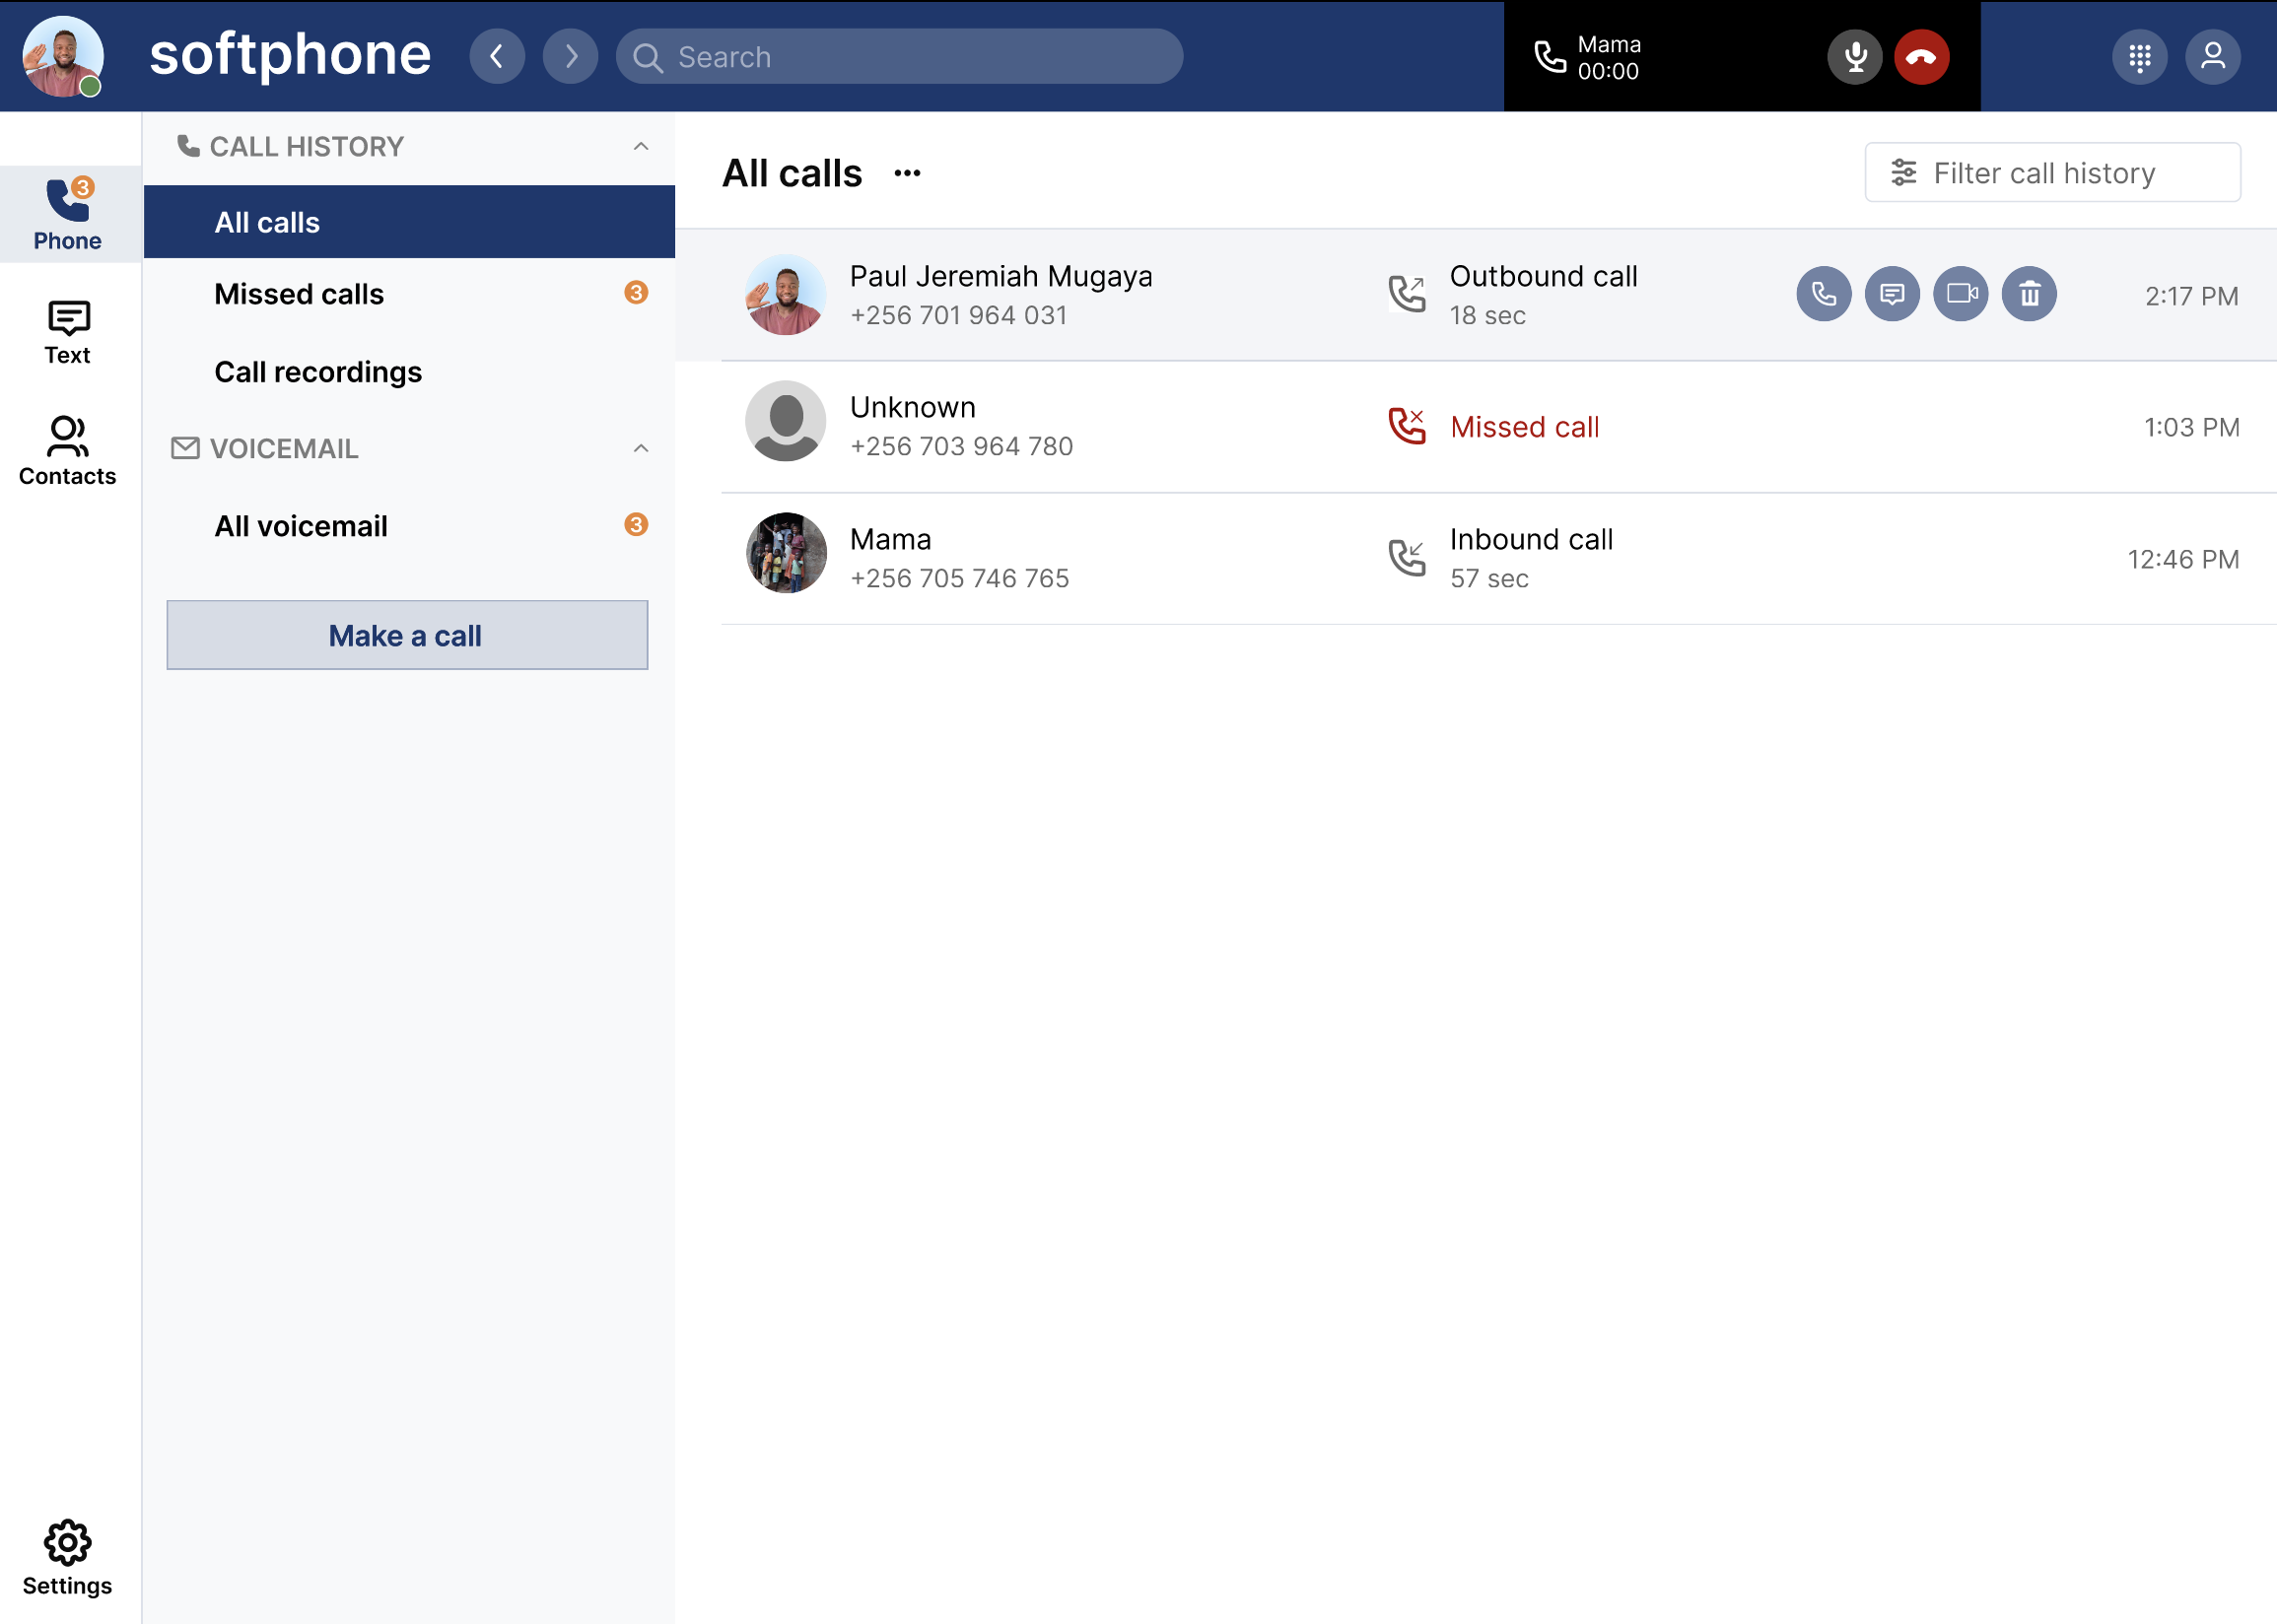 softphone
Search
Mama
00:00
3
Phone
Text
Contacts
Settings
CALL HISTORY
All calls
Missed calls
3
Call recordings
VOICEMAIL
All voicemail
3
Make a call
All calls
Filter call history
Paul Jeremiah Mugaya
+256 701 964 031
Outbound call
18 sec
2:17 PM
Unknown
+256 703 964 780
Missed call
1:03 PM
Mama
+256 705 746 765
Inbound call
57 sec
12:46 PM